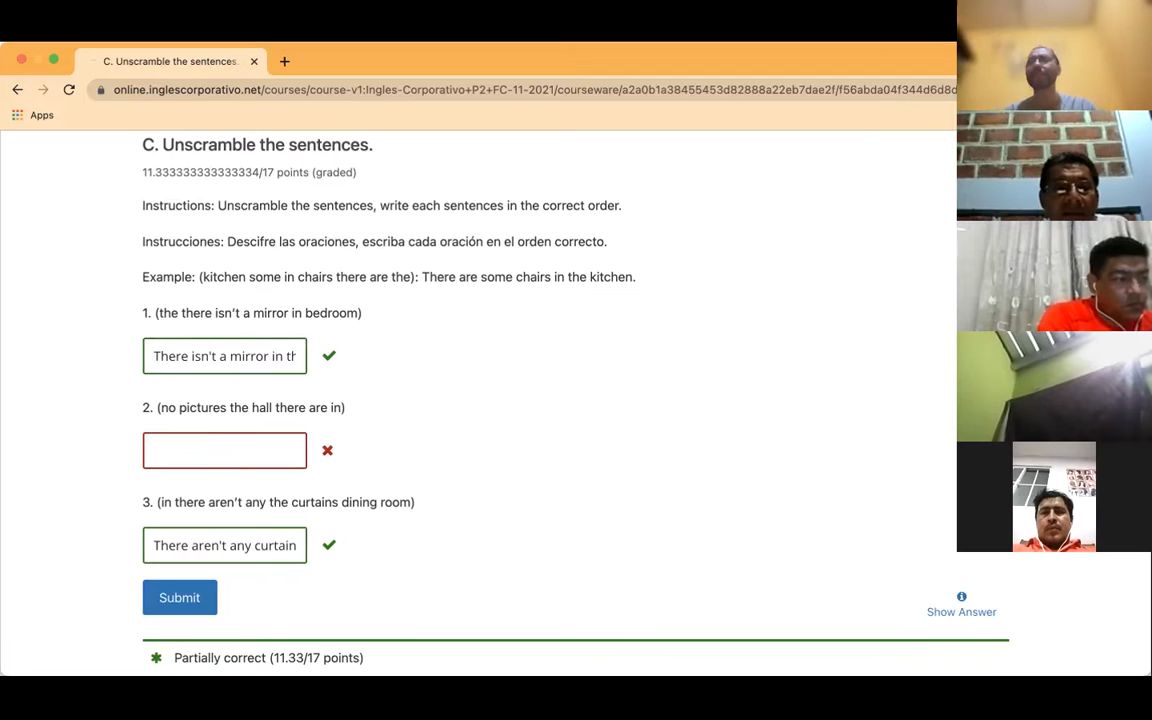 C. Unscramble the sentences.
online.inglescorporativo.net/courses/course-v1:Ingles-Corporativo+P2+FC-11-2021/courseware/a2a0b1a38455453d82888a22eb7dae2f/f56abda04f344d6d8d
Apps
C. Unscramble the sentences.
11.333333333333334/17 points (graded)
Instructions: Unscramble the sentences, write each sentences in the correct order.
Instrucciones: Descifre las oraciones, escriba cada oración en el orden correcto.
Example: (kitchen some in chairs there are the): There are some chairs in the kitchen.
1. (the there isn't a mirror in bedroom)
There isn't a mirror in th
2. (no pictures the hall there are in)
3. (in there aren't any the curtains dining room)
There aren't any curtain
Submit
Show Answer
Partially correct (11.33/17 points)